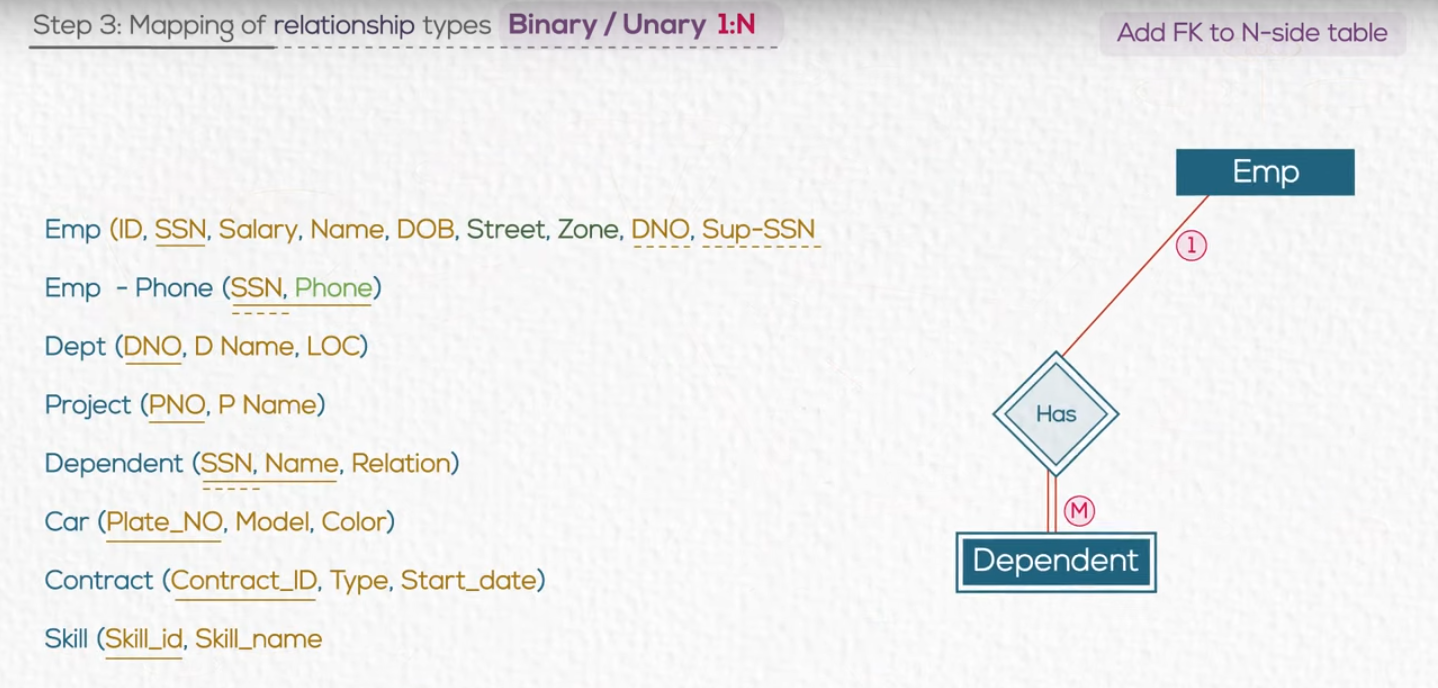 Step 3: Mapping of relationship types Binary / Unary 1:N
Add FK to N-side table
Emp (ID, SSN, Salary, Name, DOB, Street, Zone, DNO, Sup-SSN
Emp - Phone (SSN, Phone)
Dept (DNO, D Name, LOC)
Project (PNO, P Name)
Dependent (SSN, Name, Relation)
Car (Plate_NO, Model, Color)
Contract (Contract_ID, Type, Start_date)
Skill (Skill_id, Skill_name
Emp
1
Has
M
Dependent